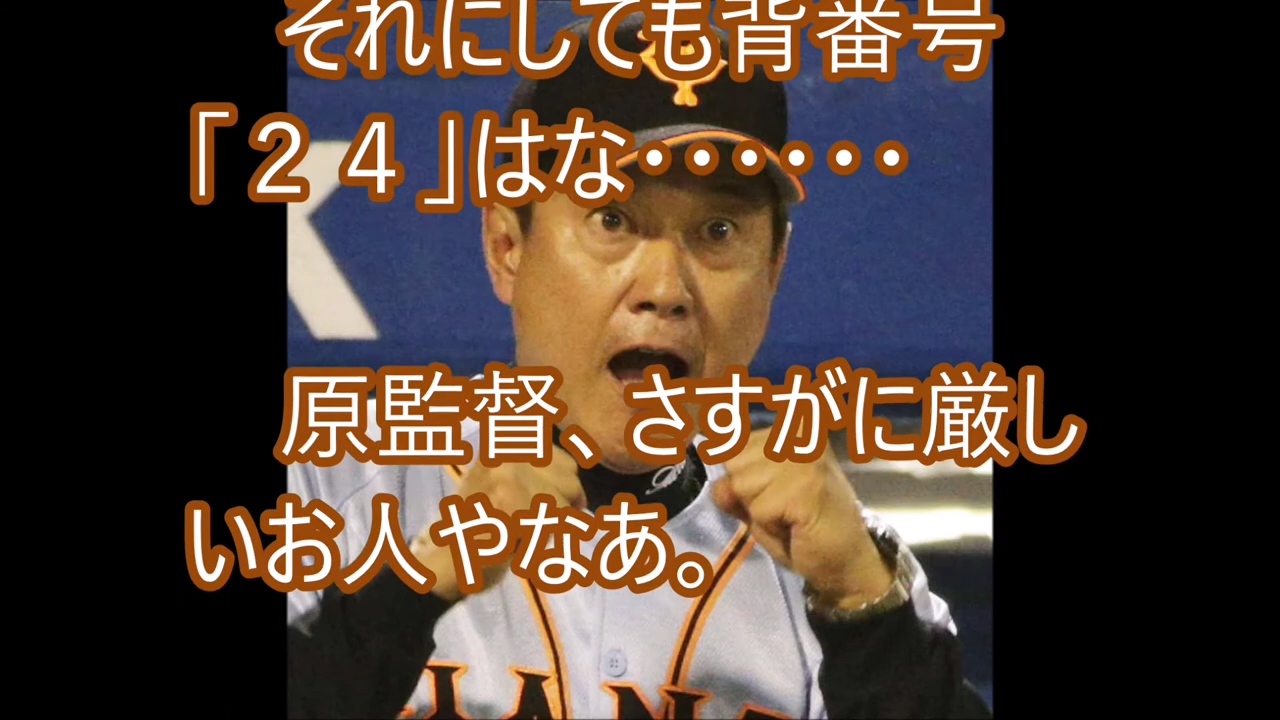 それにしても背番号
「２４」はな・・・・・・
原監督、さすがに厳し
いお人やなあ。